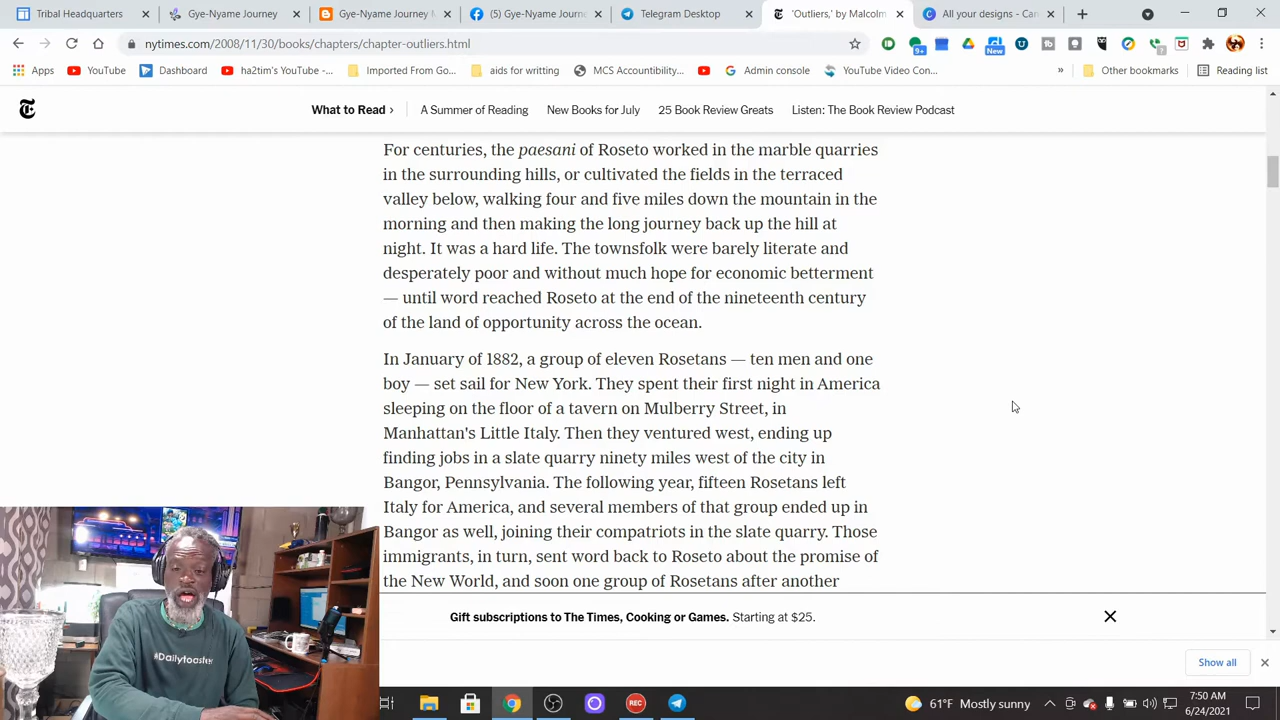 Tribal Headquarters
Gye-Nyame Journey
Gye-Nyame Journey
(5) Gye-Nyame Journ
Telegram Desktop
'Outliers,' by Malcolm
All your designs - Can
nytimes.com/2008/11/30/books/chapters/chapter-outliers.html
9+
New
Apps
YouTube
Dashboard
ha2tim's YouTube -...
Imported From Go...
aids for writting
MCS Accountibility...
Admin console
YouTube Video Con...
»
Other bookmarks
Reading list
What to Read ›
A Summer of Reading
New Books for July
25 Book Review Greats
Listen: The Book Review Podcast
For centuries, the paesani of Roseto worked in the marble quarries
in the surrounding hills, or cultivated the fields in the terraced
valley below, walking four and five miles down the mountain in the
morning and then making the long journey back up the hill at
night. It was a hard life. The townsfolk were barely literate and
desperately poor and without much hope for economic betterment
— until word reached Roseto at the end of the nineteenth century
of the land of opportunity across the ocean.
In January of 1882, a group of eleven Rosetans — ten men and one
boy — set sail for New York. They spent their first night in America
sleeping on the floor of a tavern on Mulberry Street, in
Manhattan's Little Italy. Then they ventured west, ending up
finding jobs in a slate quarry ninety miles west of the city in
Bangor, Pennsylvania. The following year, fifteen Rosetans left
Italy for America, and several members of that group ended up in
Bangor as well, joining their compatriots in the slate quarry. Those
immigrants, in turn, sent word back to Roseto about the promise of
the New World, and soon one group of Rosetans after another
Gift subscriptions to The Times, Cooking or Games. Starting at $25.
#Dailytoaster
Show all
REC
61°F Mostly sunny
7:50 AM
6/24/2021